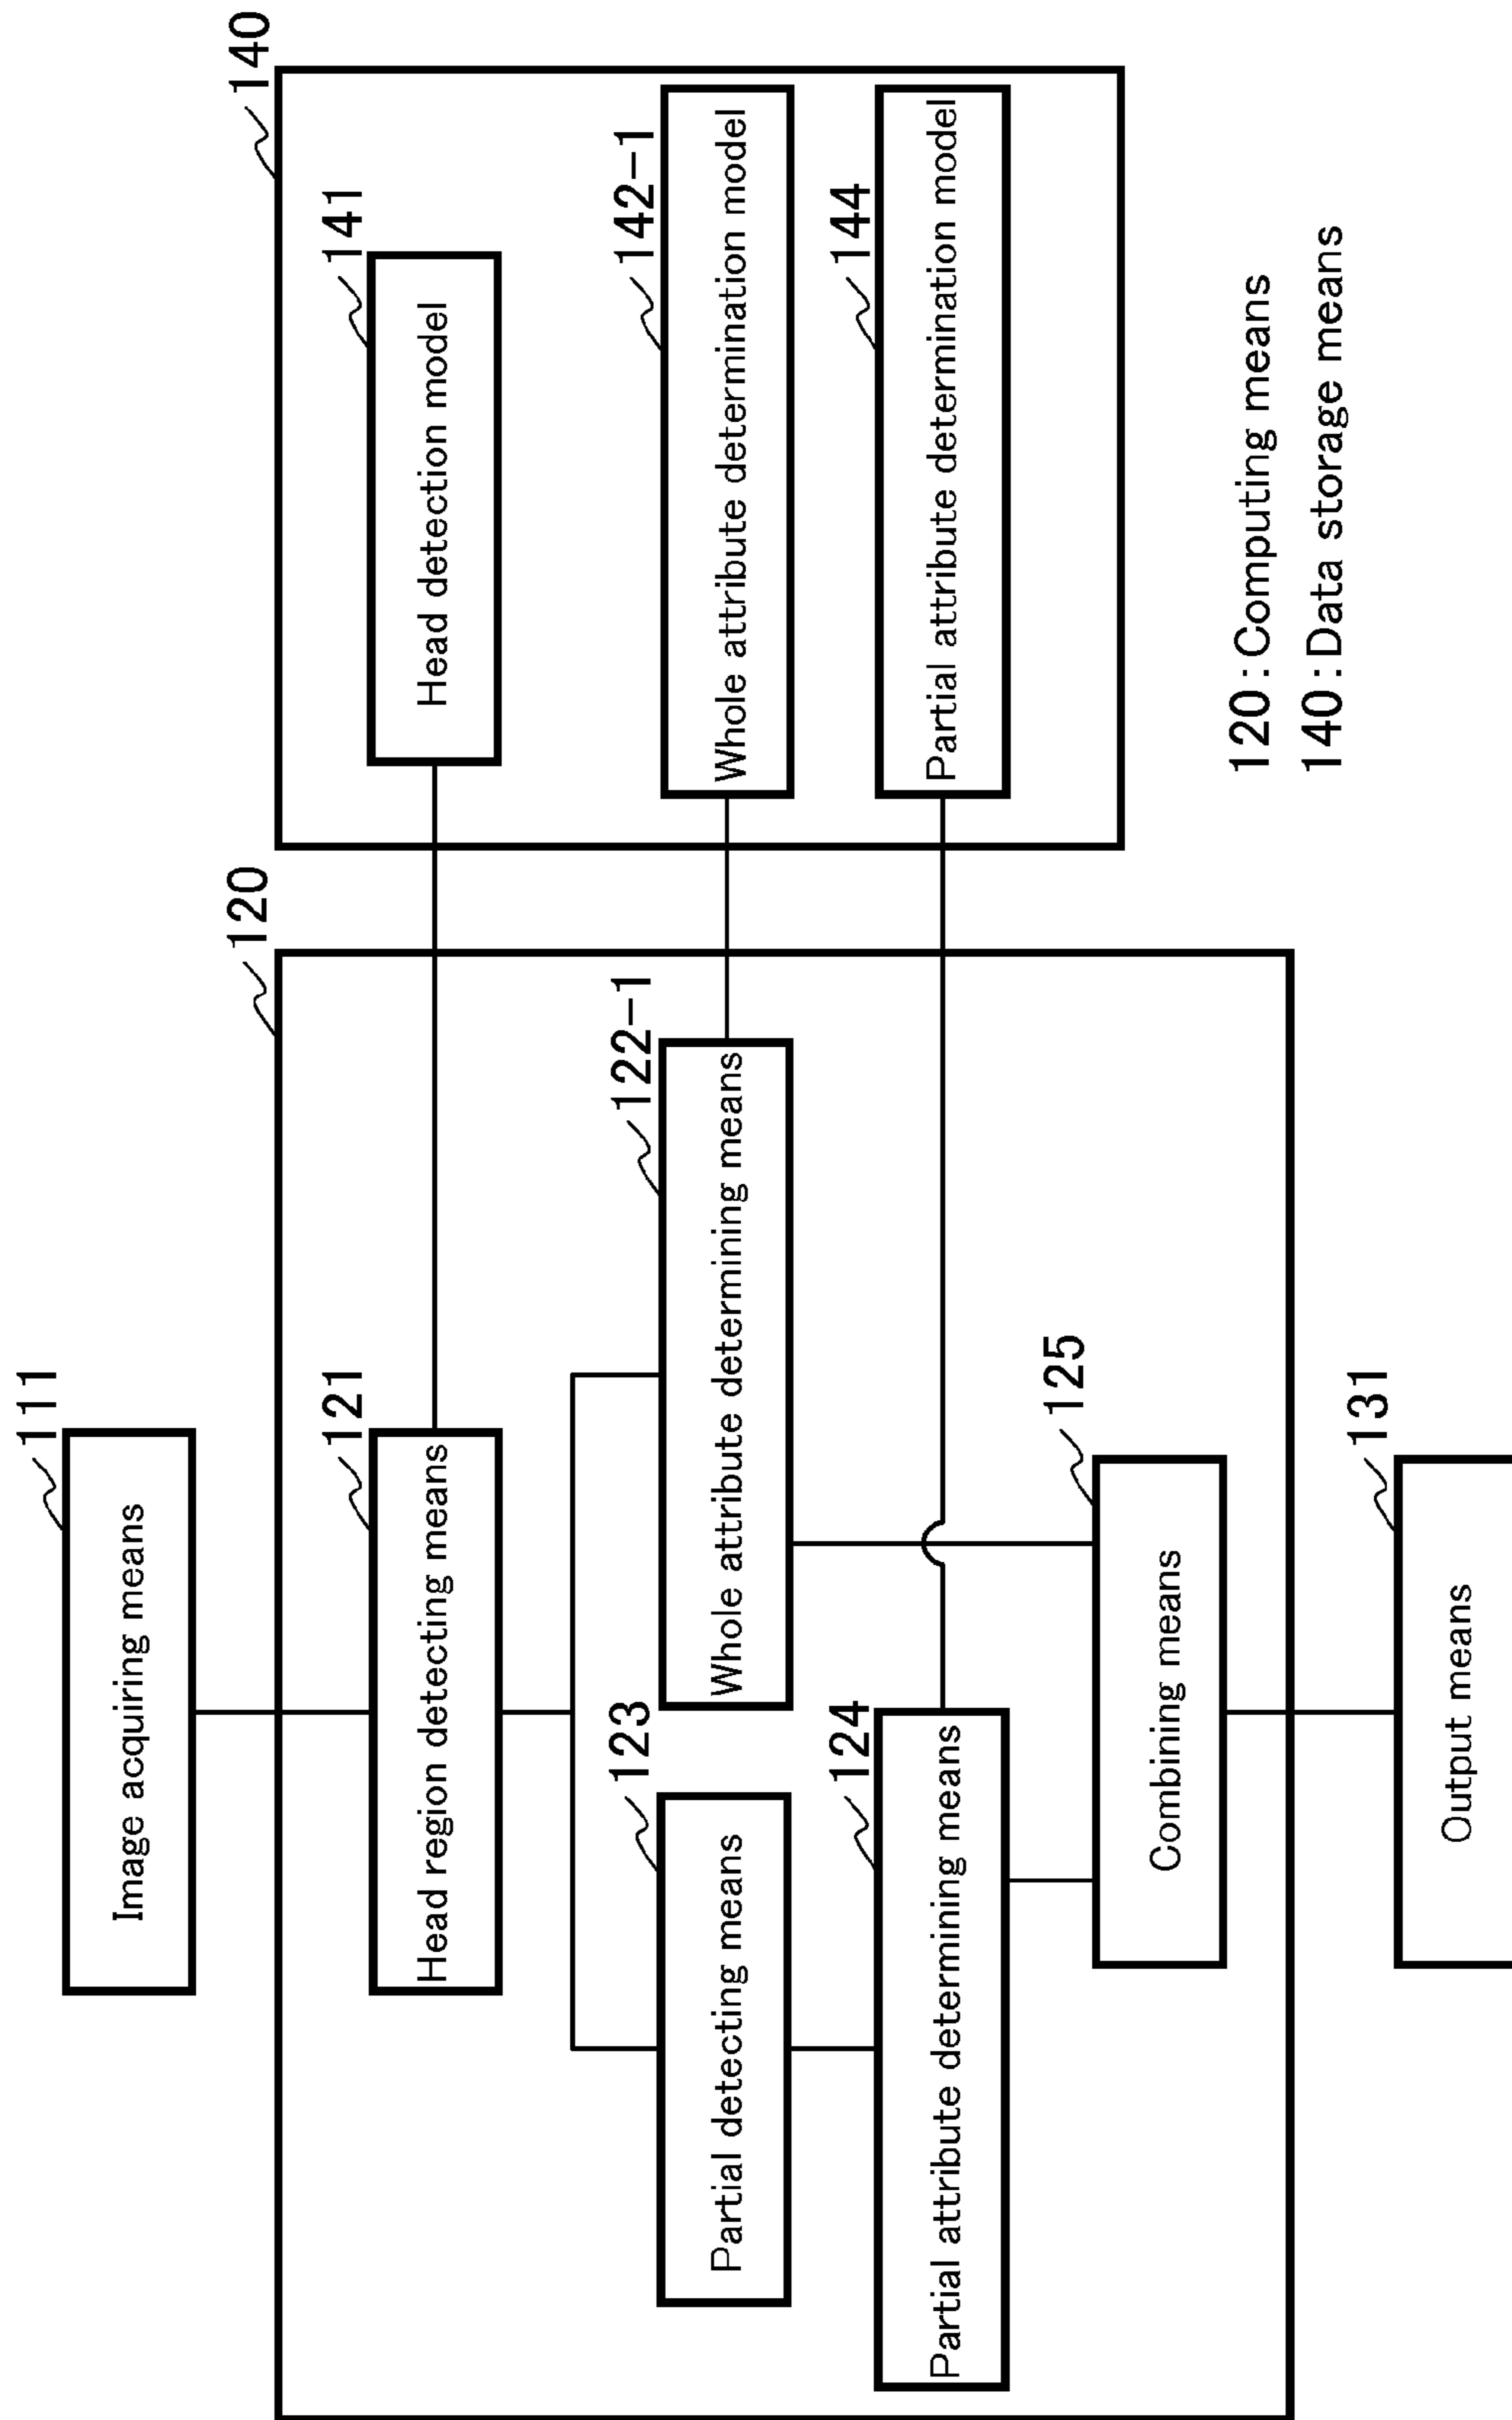 111
Image acquiring means
120
140
121
Head region detecting means
141
Head detection model
123
Partial detecting means
122-1
Whole attribute determining means
142-1
Whole attribute determination model
124
Partial attribute determining means
144
Partial attribute determination model
125
Combining means
131
Output means
120:Computing means
140:Data storage means